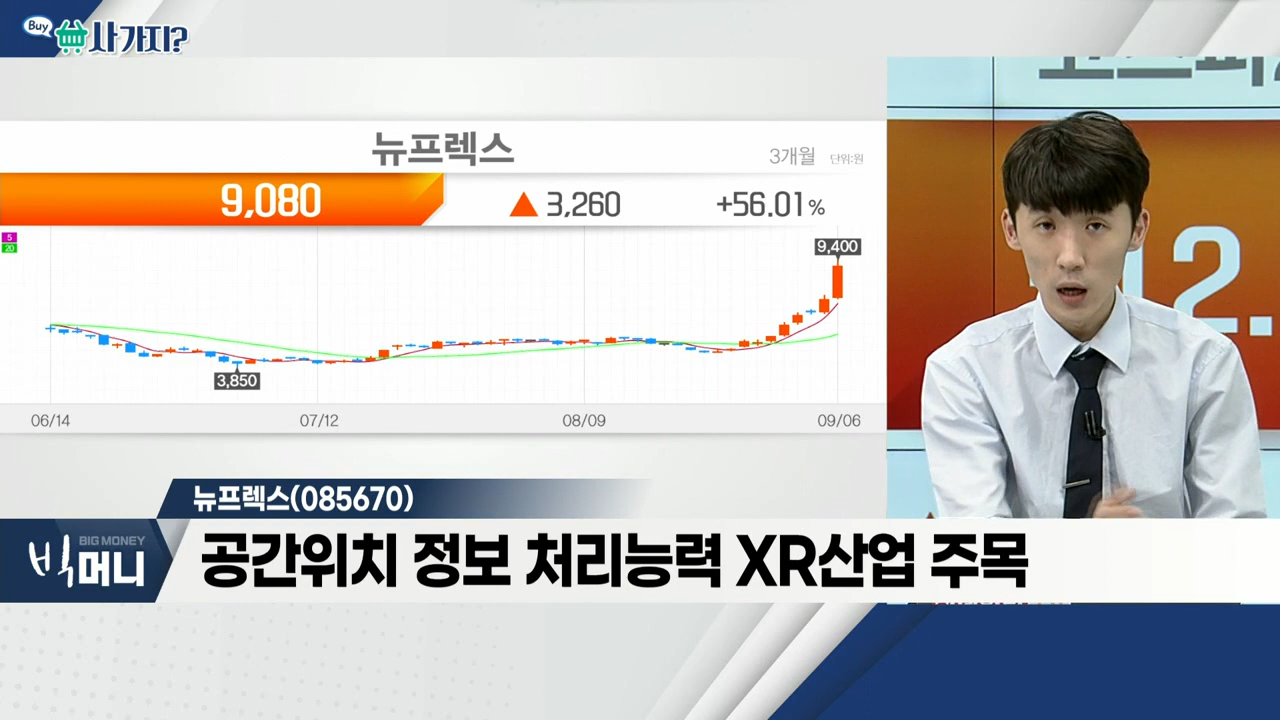 Buy
사가지?
뉴프렉스
3개월 단위:원
9,080 ▲ 3,260 +56.01%
5
20
9,400
3,850
06/14 07/12 08/09 09/06
12.
뉴프렉스(085670)
BIG MONEY
빅머니
공간위치 정보 처리능력 XR산업 주목